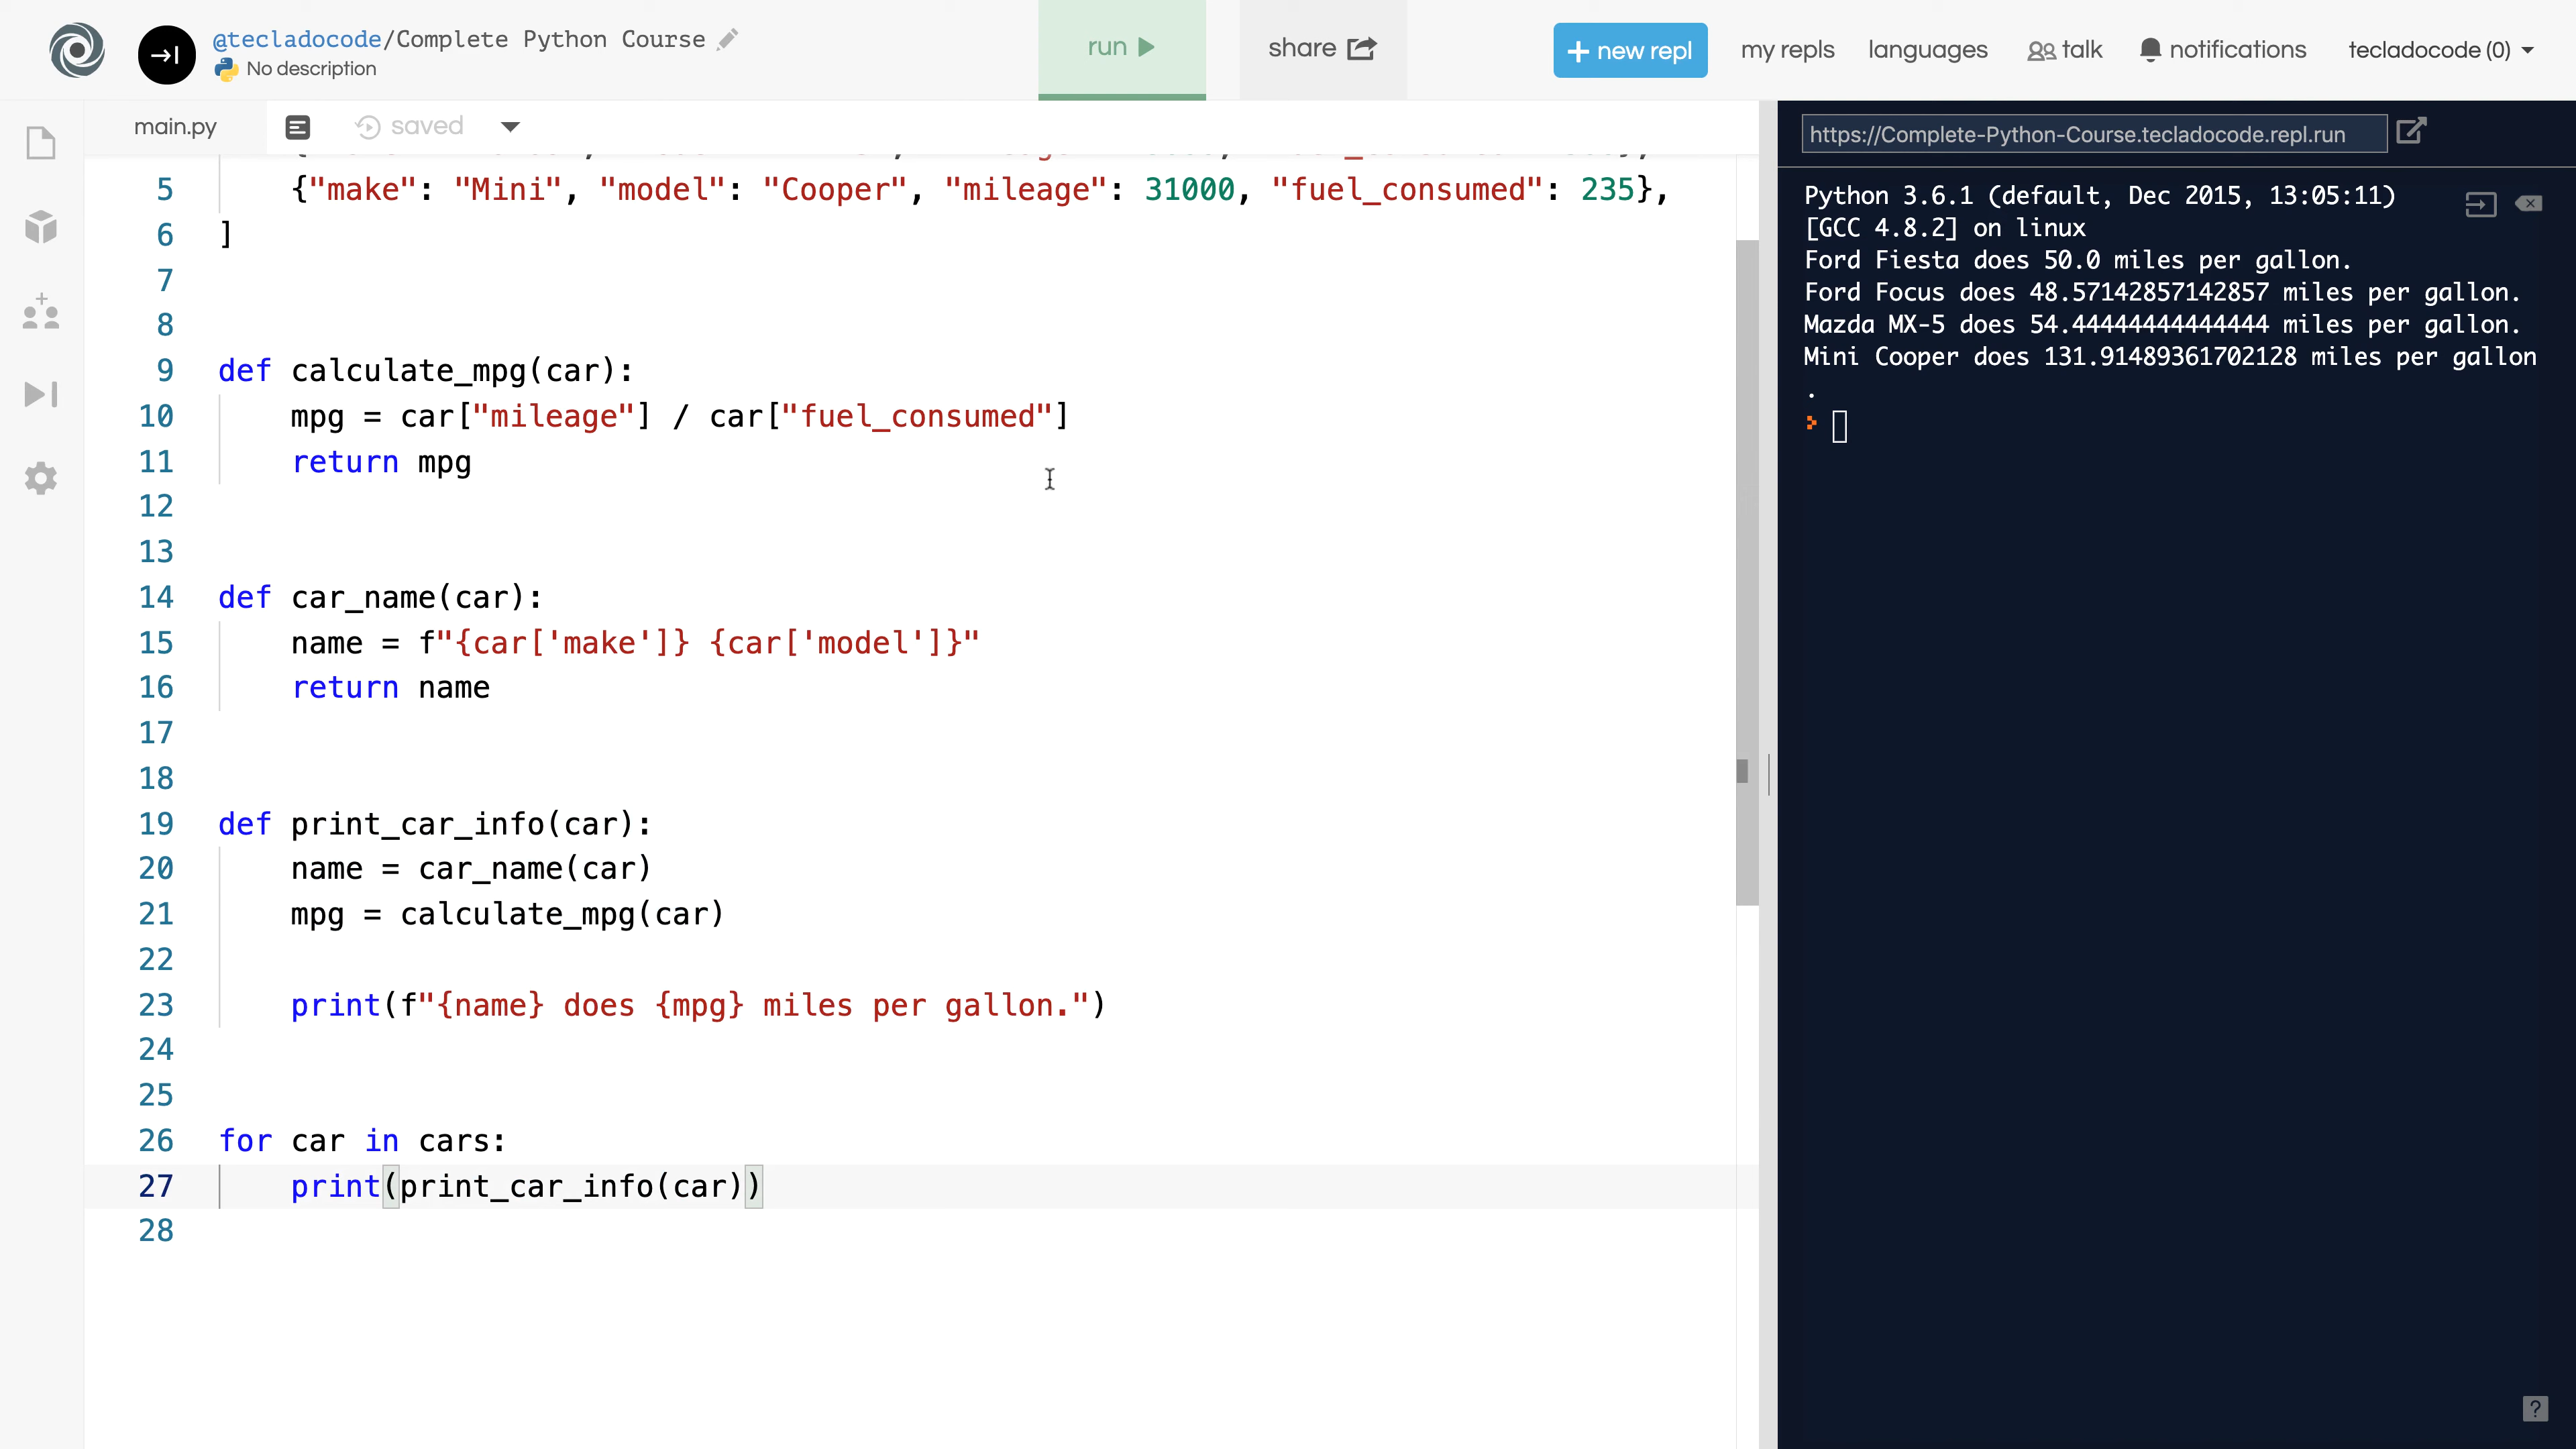 @tecladocode/Complete Python Course
No description
run
share
+ new repl
my repls
languages
talk
notifications
tecladocode (0)
main.py
saved
https://Complete-Python-Course.tecladocode.repl.run
5 {"make": "Mini", "model": "Cooper", "mileage": 31000, "fuel_consumed": 235},
6 ]
7
8
9 def calculate_mpg(car):
10 mpg = car["mileage"] / car["fuel_consumed"]
11 return mpg
12
13
14 def car_name(car):
15 name = f"{car['make']} {car['model']}"
16 return name
17
18
19 def print_car_info(car):
20 name = car_name(car)
21 mpg = calculate_mpg(car)
22
23 print(f"{name} does {mpg} miles per gallon.")
24
25
26 for car in cars:
27 print(print_car_info(car))
28
Python 3.6.1 (default, Dec 2015, 13:05:11)
[GCC 4.8.2] on linux
Ford Fiesta does 50.0 miles per gallon.
Ford Focus does 48.57142857142857 miles per gallon.
Mazda MX-5 does 54.44444444444444 miles per gallon.
Mini Cooper does 131.91489361702128 miles per gallon
.
?